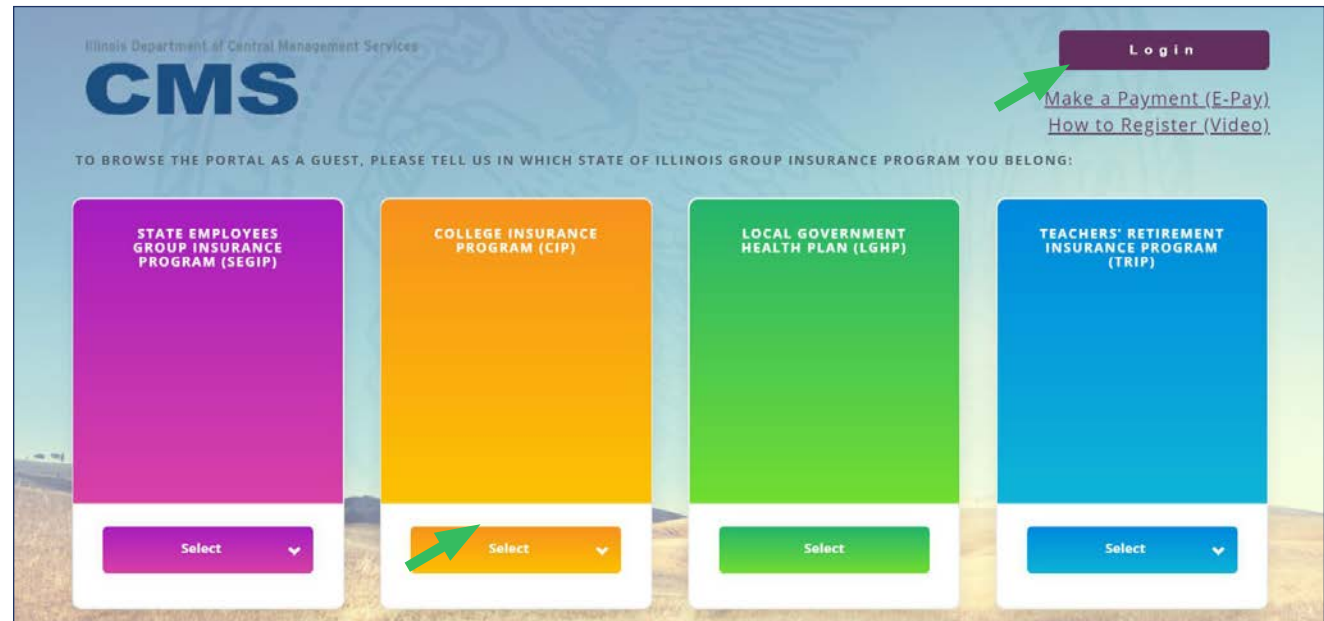 Illinois Department of Central Management Services
CMS
Login
Make a Payment (E-Pay)
How to Register (Video)
TO BROWSE THE PORTAL AS A GUEST, PLEASE TELL US IN WHICH STATE OF ILLINOIS GROUP INSURANCE PROGRAM YOU BELONG:
STATE EMPLOYEES
GROUP INSURANCE
PROGRAM (SEGIP)
COLLEGE INSURANCE
PROGRAM (CIP)
LOCAL GOVERNMENT
HEALTH PLAN (LGHP)
TEACHERS' RETIREMENT
INSURANCE PROGRAM
(TRIP)
Select
Select
Select
Select